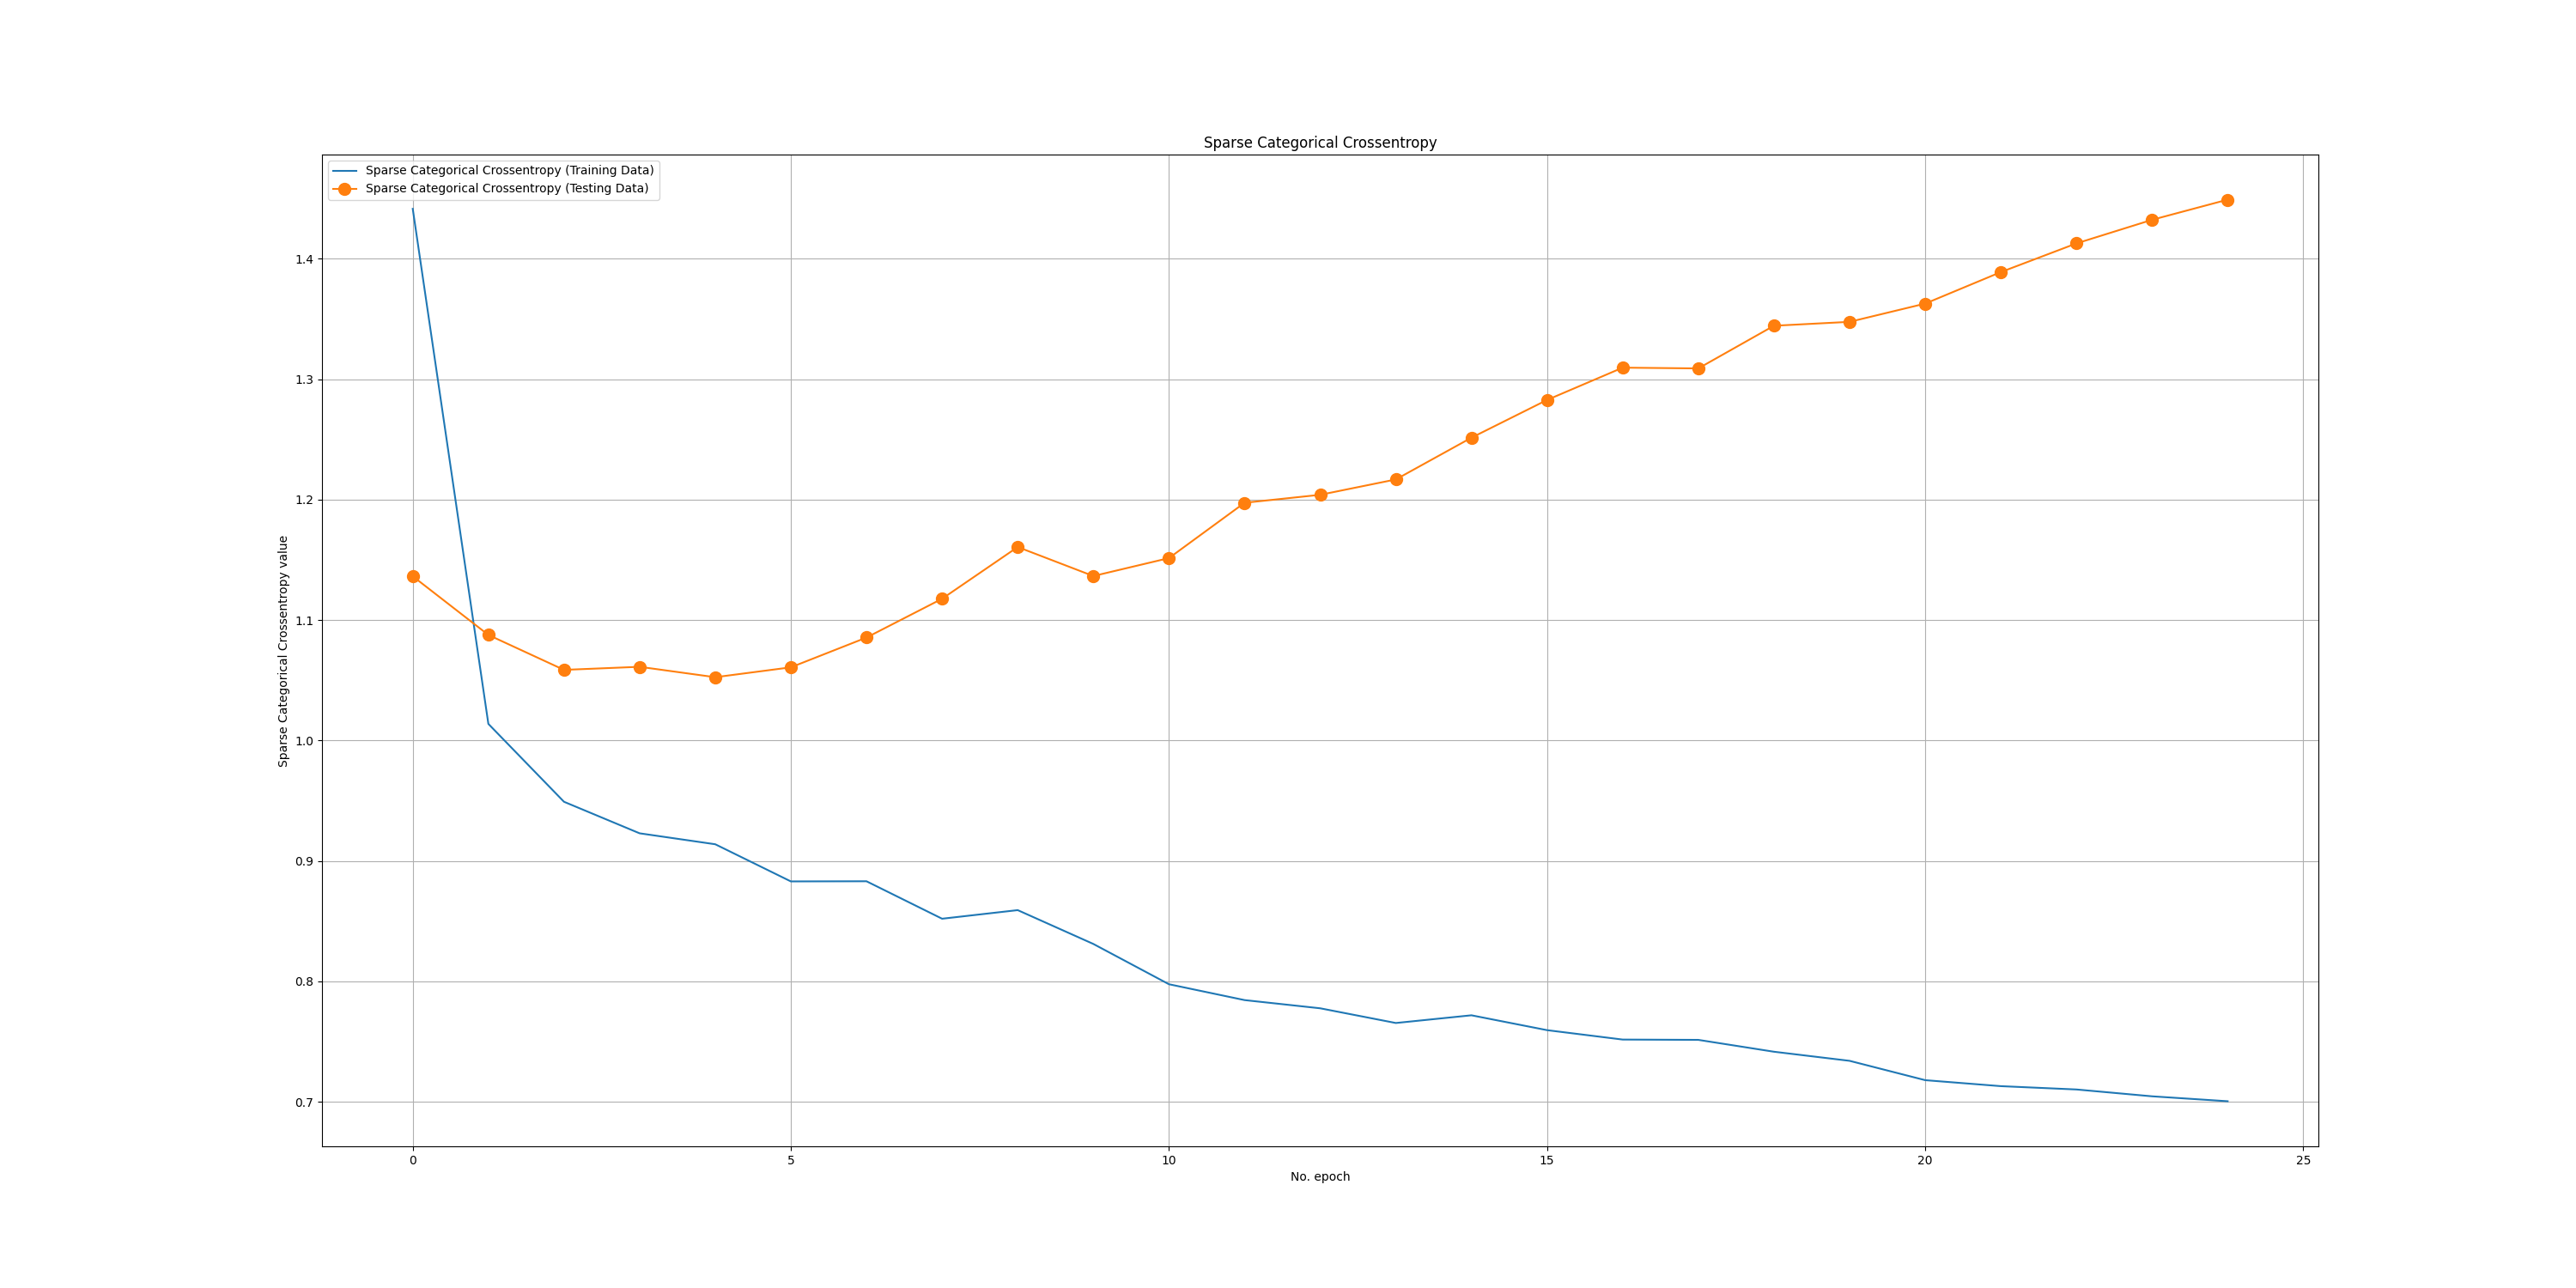 Sparse Categorical Crossentropy
Sparse Categorical Crossentropy (Training Data)
Sparse Categorical Crossentropy (Testing Data)
Sparse Categorical Crossentropy value
1.4
1.3
1.2
1.1
1.0
0.9
0.8
0.7
0
5
10
15
20
25
No. epoch